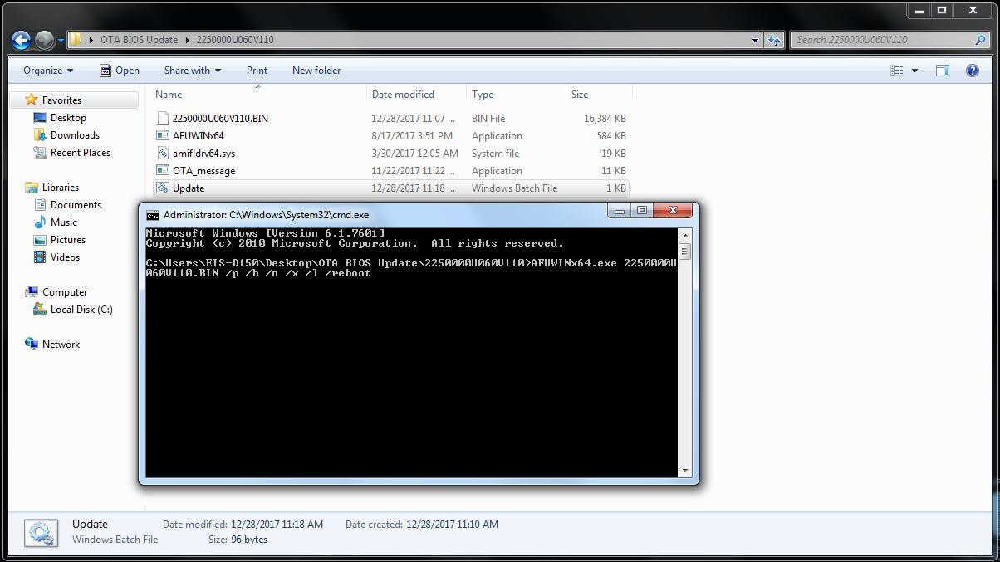 OTA BIOS Update 2250000U060V110 Search 2250000U060V110
Organize Open Share with Print New folder
Name Date modified Type Size
Favorites
Desktop
Downloads
Recent Places
Libraries
Documents
Music
Pictures
Videos
Computer
Local Disk (C:)
Network
2250000U060V110.BIN 12/28/2017 11:07 ... BIN File 16,384 KB
AFUWINx64 8/17/2017 3:51 PM Application 584 KB
amifldrv64.sys 3/30/2017 12:05 AM System file 19 KB
OTA_message 11/22/2017 11:22 ... Application 11 KB
Update 12/28/2017 11:18 ... Windows Batch File 1 KB
Administrator: C:\Windows\System32\cmd.exe
Microsoft Windows [Version 6.1.7601]
Copyright (c) 2010 Microsoft Corporation.  All rights reserved.
C:\Users\EIS-D150\Desktop\OTA BIOS Update\2250000U060V110>AFUWINx64.exe 2250000U
060V110.BIN /p /b /n /x /l /reboot
Update Date modified: 12/28/2017 11:18 AM Date created: 12/28/2017 11:10 AM
Windows Batch File Size: 96 bytes